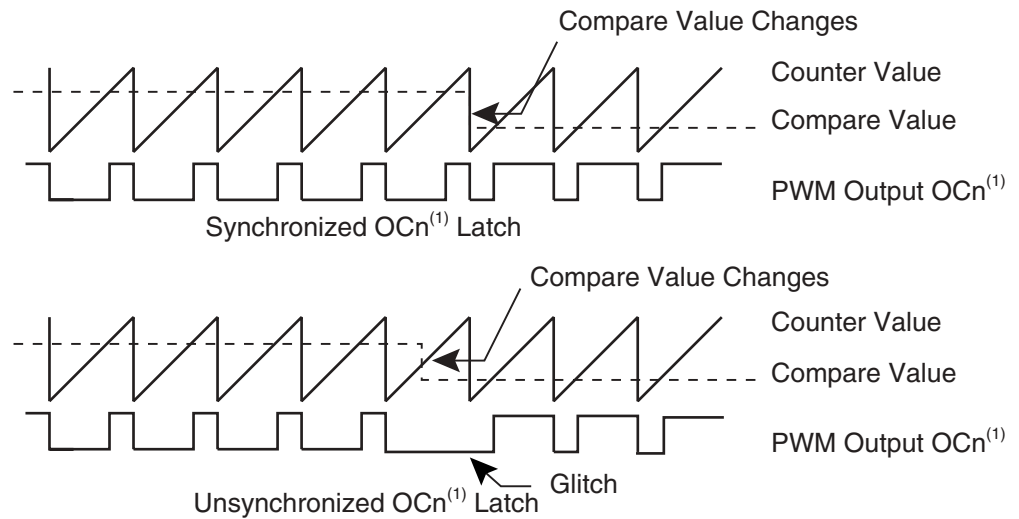 Compare Value Changes
Counter Value
Compare Value
PWM Output OCn(1)
Synchronized OCn(1) Latch
Compare Value Changes
Counter Value
Compare Value
PWM Output OCn(1)
Glitch
Unsynchronized OCn(1) Latch